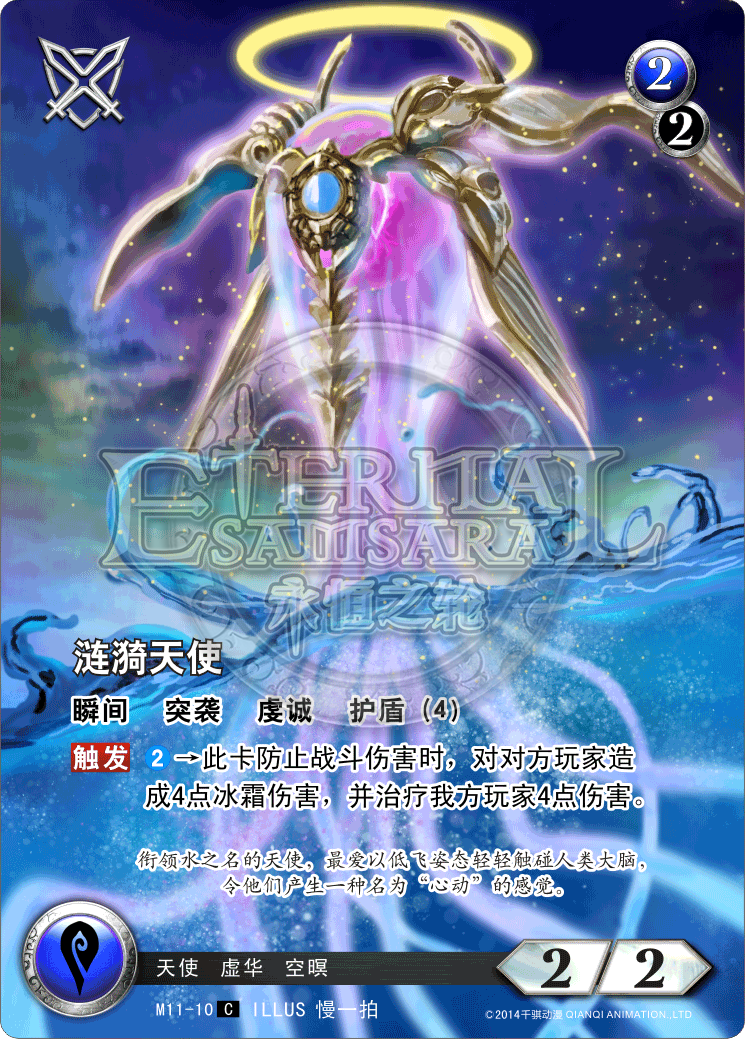 2
2
ETERNAL
SAMSARA
永恒之轮
涟漪天使
瞬间 突袭 虔诚 护盾(4)
触发 2→此卡防止战斗伤害时，对对方玩家造
成4点冰霜伤害，并治疗我方玩家4点伤害。
衔领水之名的天使，最爱以低飞姿态轻轻触碰人类大脑，
令他们产生一种名为“心动”的感觉。
天使 虚华 空暝
2 2
M11-10 C ILLUS 慢一拍
©2014千骐动漫 QIANQI ANIMATION.,LTD